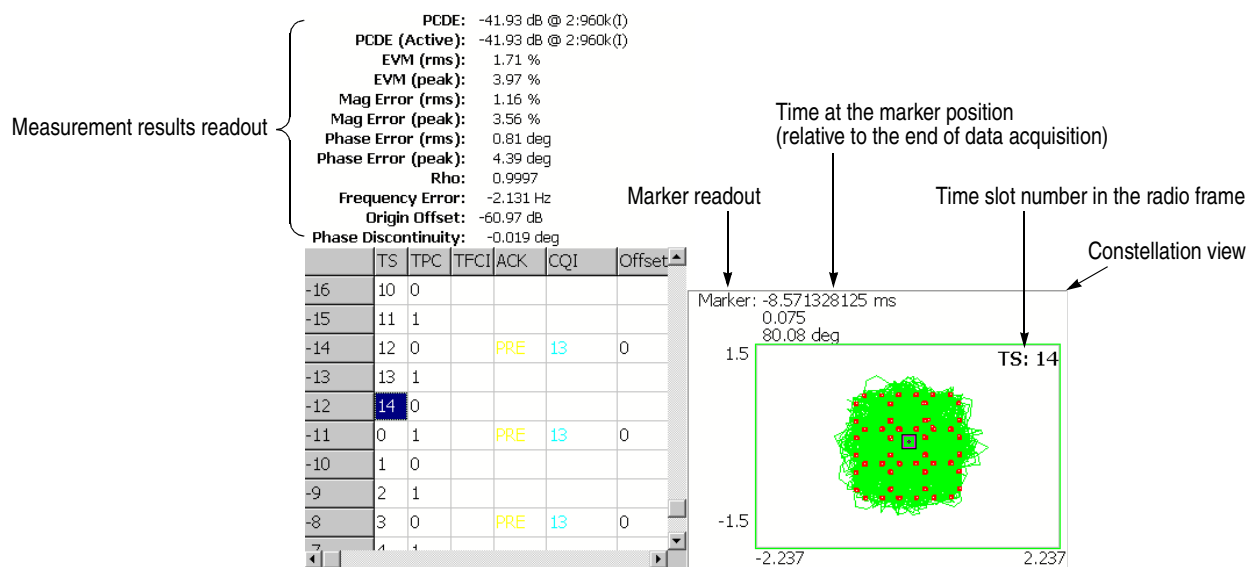 PCDE: -41.93 dB @ 2:960k(I)
PCDE (Active): -41.93 dB @ 2:960k(I)
EVM (rms): 1.71 %
EVM (peak): 3.97 %
Mag Error (rms): 1.16 %
Mag Error (peak): 3.56 %
Phase Error (rms): 0.81 deg
Phase Error (peak): 4.39 deg
Rho: 0.9997
Frequency Error: -2.131 Hz
Origin Offset: -60.97 dB
Phase Discontinuity: -0.019 deg
Measurement results readout
Time at the marker position
(relative to the end of data acquisition)
Marker readout
Time slot number in the radio frame
Constellation view
TS TPC TFCI ACK CQI Offset
-16 10 0
-15 11 1
-14 12 0 PRE 13 0
-13 13 1
-12 14 0
-11 0 1 PRE 13 0
-10 1 0
-9 2 1
-8 3 0 PRE 13 0
-7 4 1
Marker: -8.571328125 ms
0.075
80.08 deg
1.5
TS: 14
-1.5
-2.237 2.237